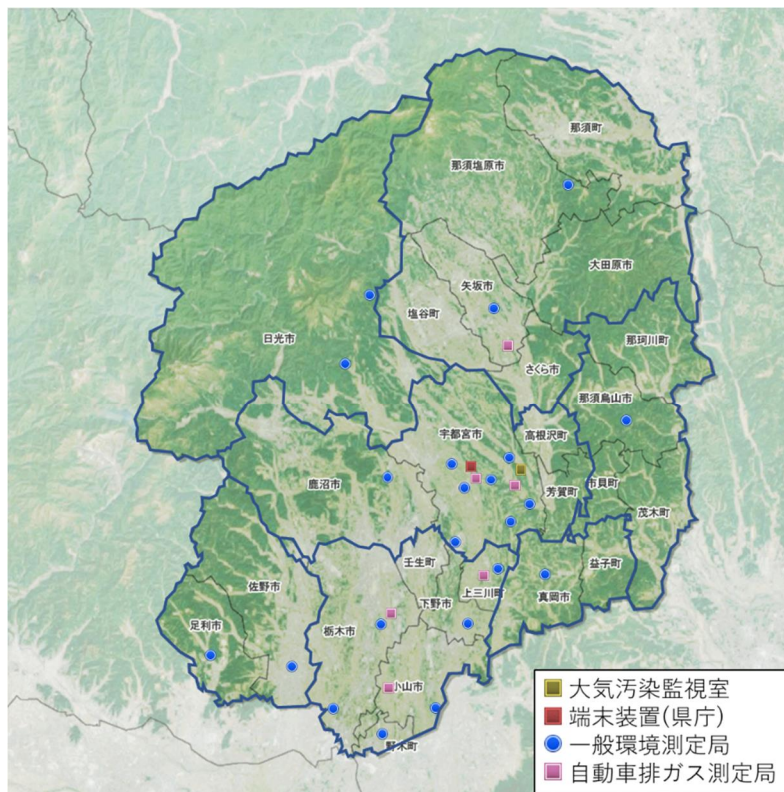 那須町
那須塩原市
大田原市
矢坂市
塩谷町
那珂川町
日光市
さくら市
那須烏山市
宇都宮市
高根沢町
鹿沼市
芳賀町
市貝町
茂木町
壬生町
益子町
佐野市
上三川町
真岡市
下野市
足利市
栃木市
小山市
野木町
大気汚染監視室
端末装置(県庁)
一般環境測定局
自動車排ガス測定局